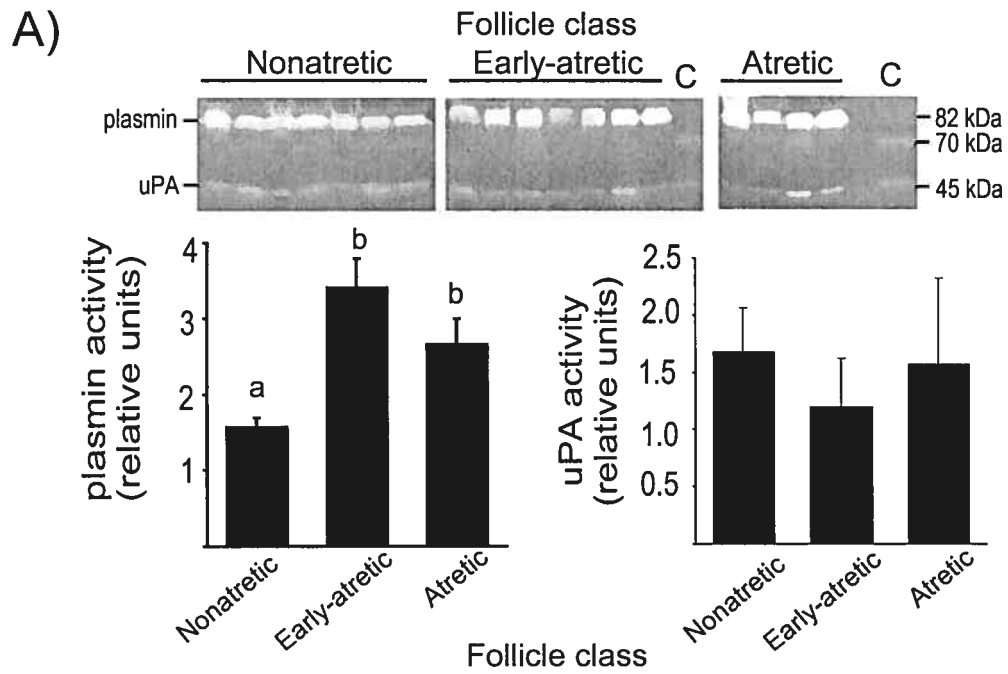 A)
Follicle class
Nonatretic Early-atretic C Atretic C
plasmin 82 kDa
70 kDa
uPA 45 kDa
plasmin activity
(relative units)
4
3
2
1
a
b
b
Nonatretic
Early-atretic
Atretic
uPA activity
(relative units)
2.5
2.0
1.5
1.0
0.5
Nonatretic
Early-atretic
Atretic
Follicle class